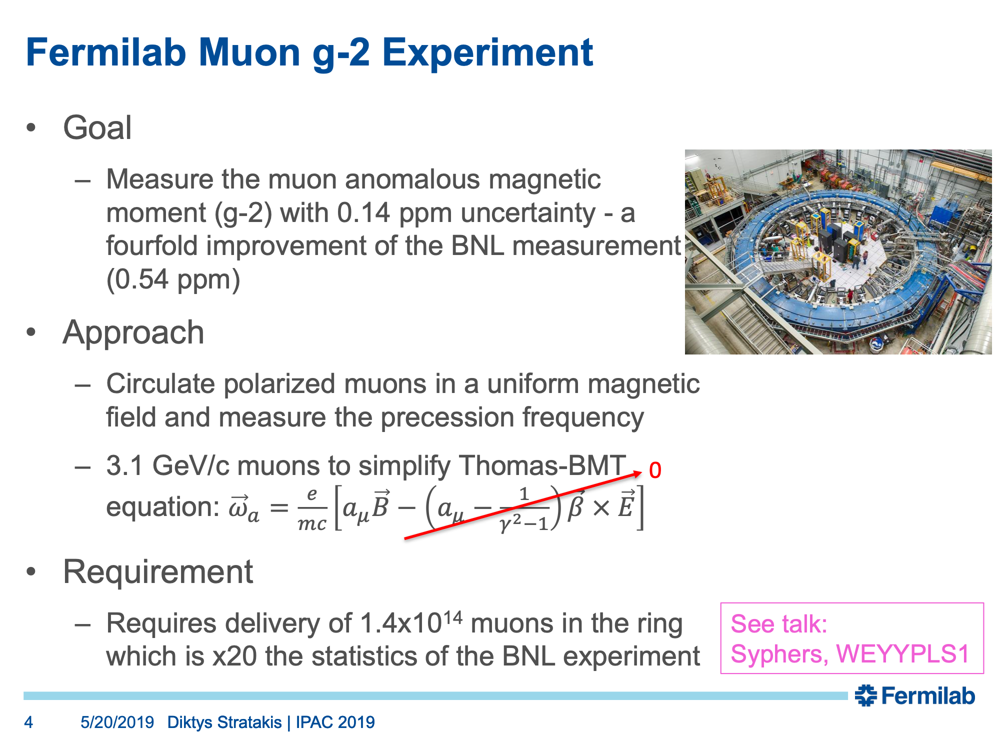 Fermilab Muon g-2 Experiment
• Goal
– Measure the muon anomalous magnetic
moment (g-2) with 0.14 ppm uncertainty - a
fourfold improvement of the BNL measurement
(0.54 ppm)
• Approach
– Circulate polarized muons in a uniform magnetic
field and measure the precession frequency
– 3.1 GeV/c muons to simplify Thomas-BMT 0
equation: $\vec{\omega}_a = \frac{e}{mc}\left[a_\mu \vec{B} - \left(a_\mu - \frac{1}{\gamma^2-1}\right)\vec{\beta} \times \vec{E}\right]$
• Requirement
– Requires delivery of 1.4x10¹⁴ muons in the ring
which is x20 the statistics of the BNL experiment
See talk:
Syphers, WEYYPLS1
Fermilab
4 5/20/2019 Diktys Stratakis | IPAC 2019